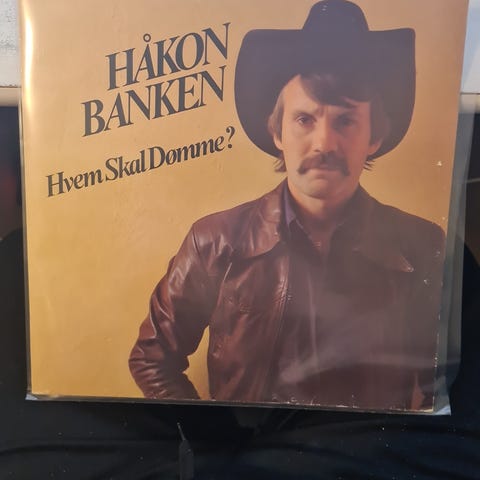 HÅKON
BANKEN
Hvem Skal Dømme?